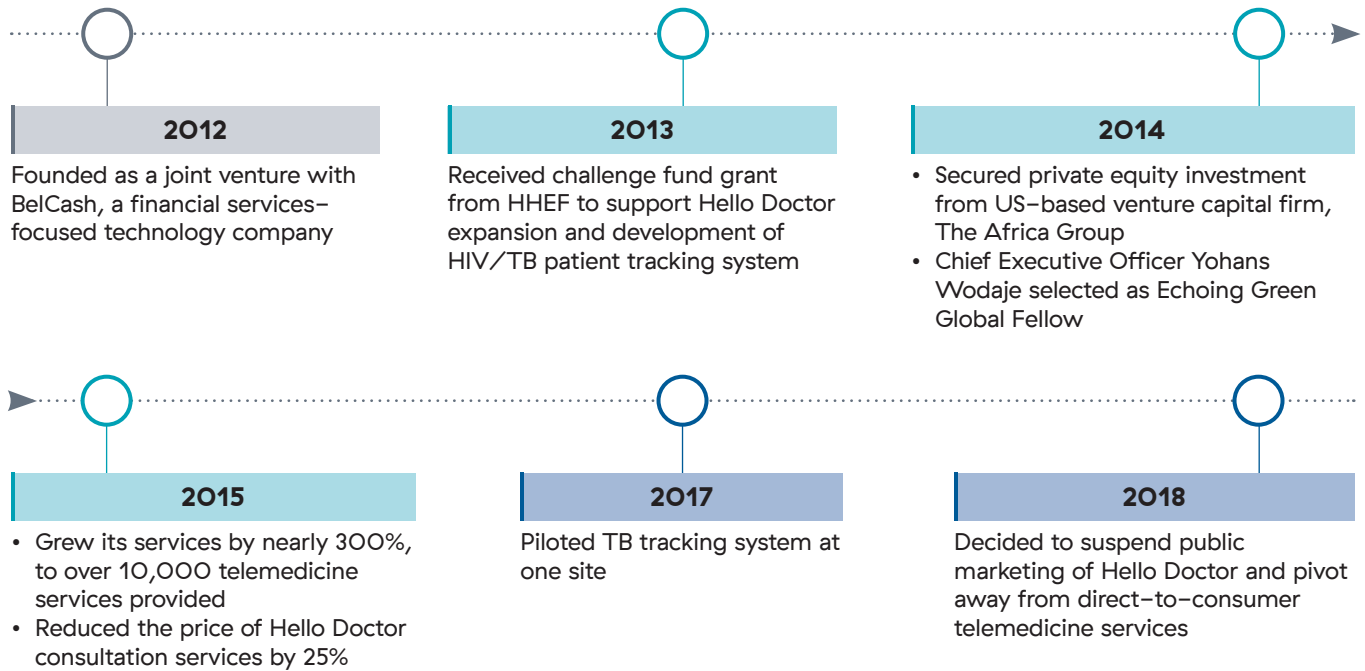 2012
Founded as a joint venture with
BelCash, a financial services–
focused technology company
2013
Received challenge fund grant
from HHEF to support Hello Doctor
expansion and development of
HIV/TB patient tracking system
2014
• Secured private equity investment
from US–based venture capital firm,
The Africa Group
• Chief Executive Officer Yohans
Wodaje selected as Echoing Green
Global Fellow
2015
• Grew its services by nearly 300%,
to over 10,000 telemedicine
services provided
• Reduced the price of Hello Doctor
consultation services by 25%
2017
Piloted TB tracking system at
one site
2018
Decided to suspend public
marketing of Hello Doctor and pivot
away from direct–to–consumer
telemedicine services